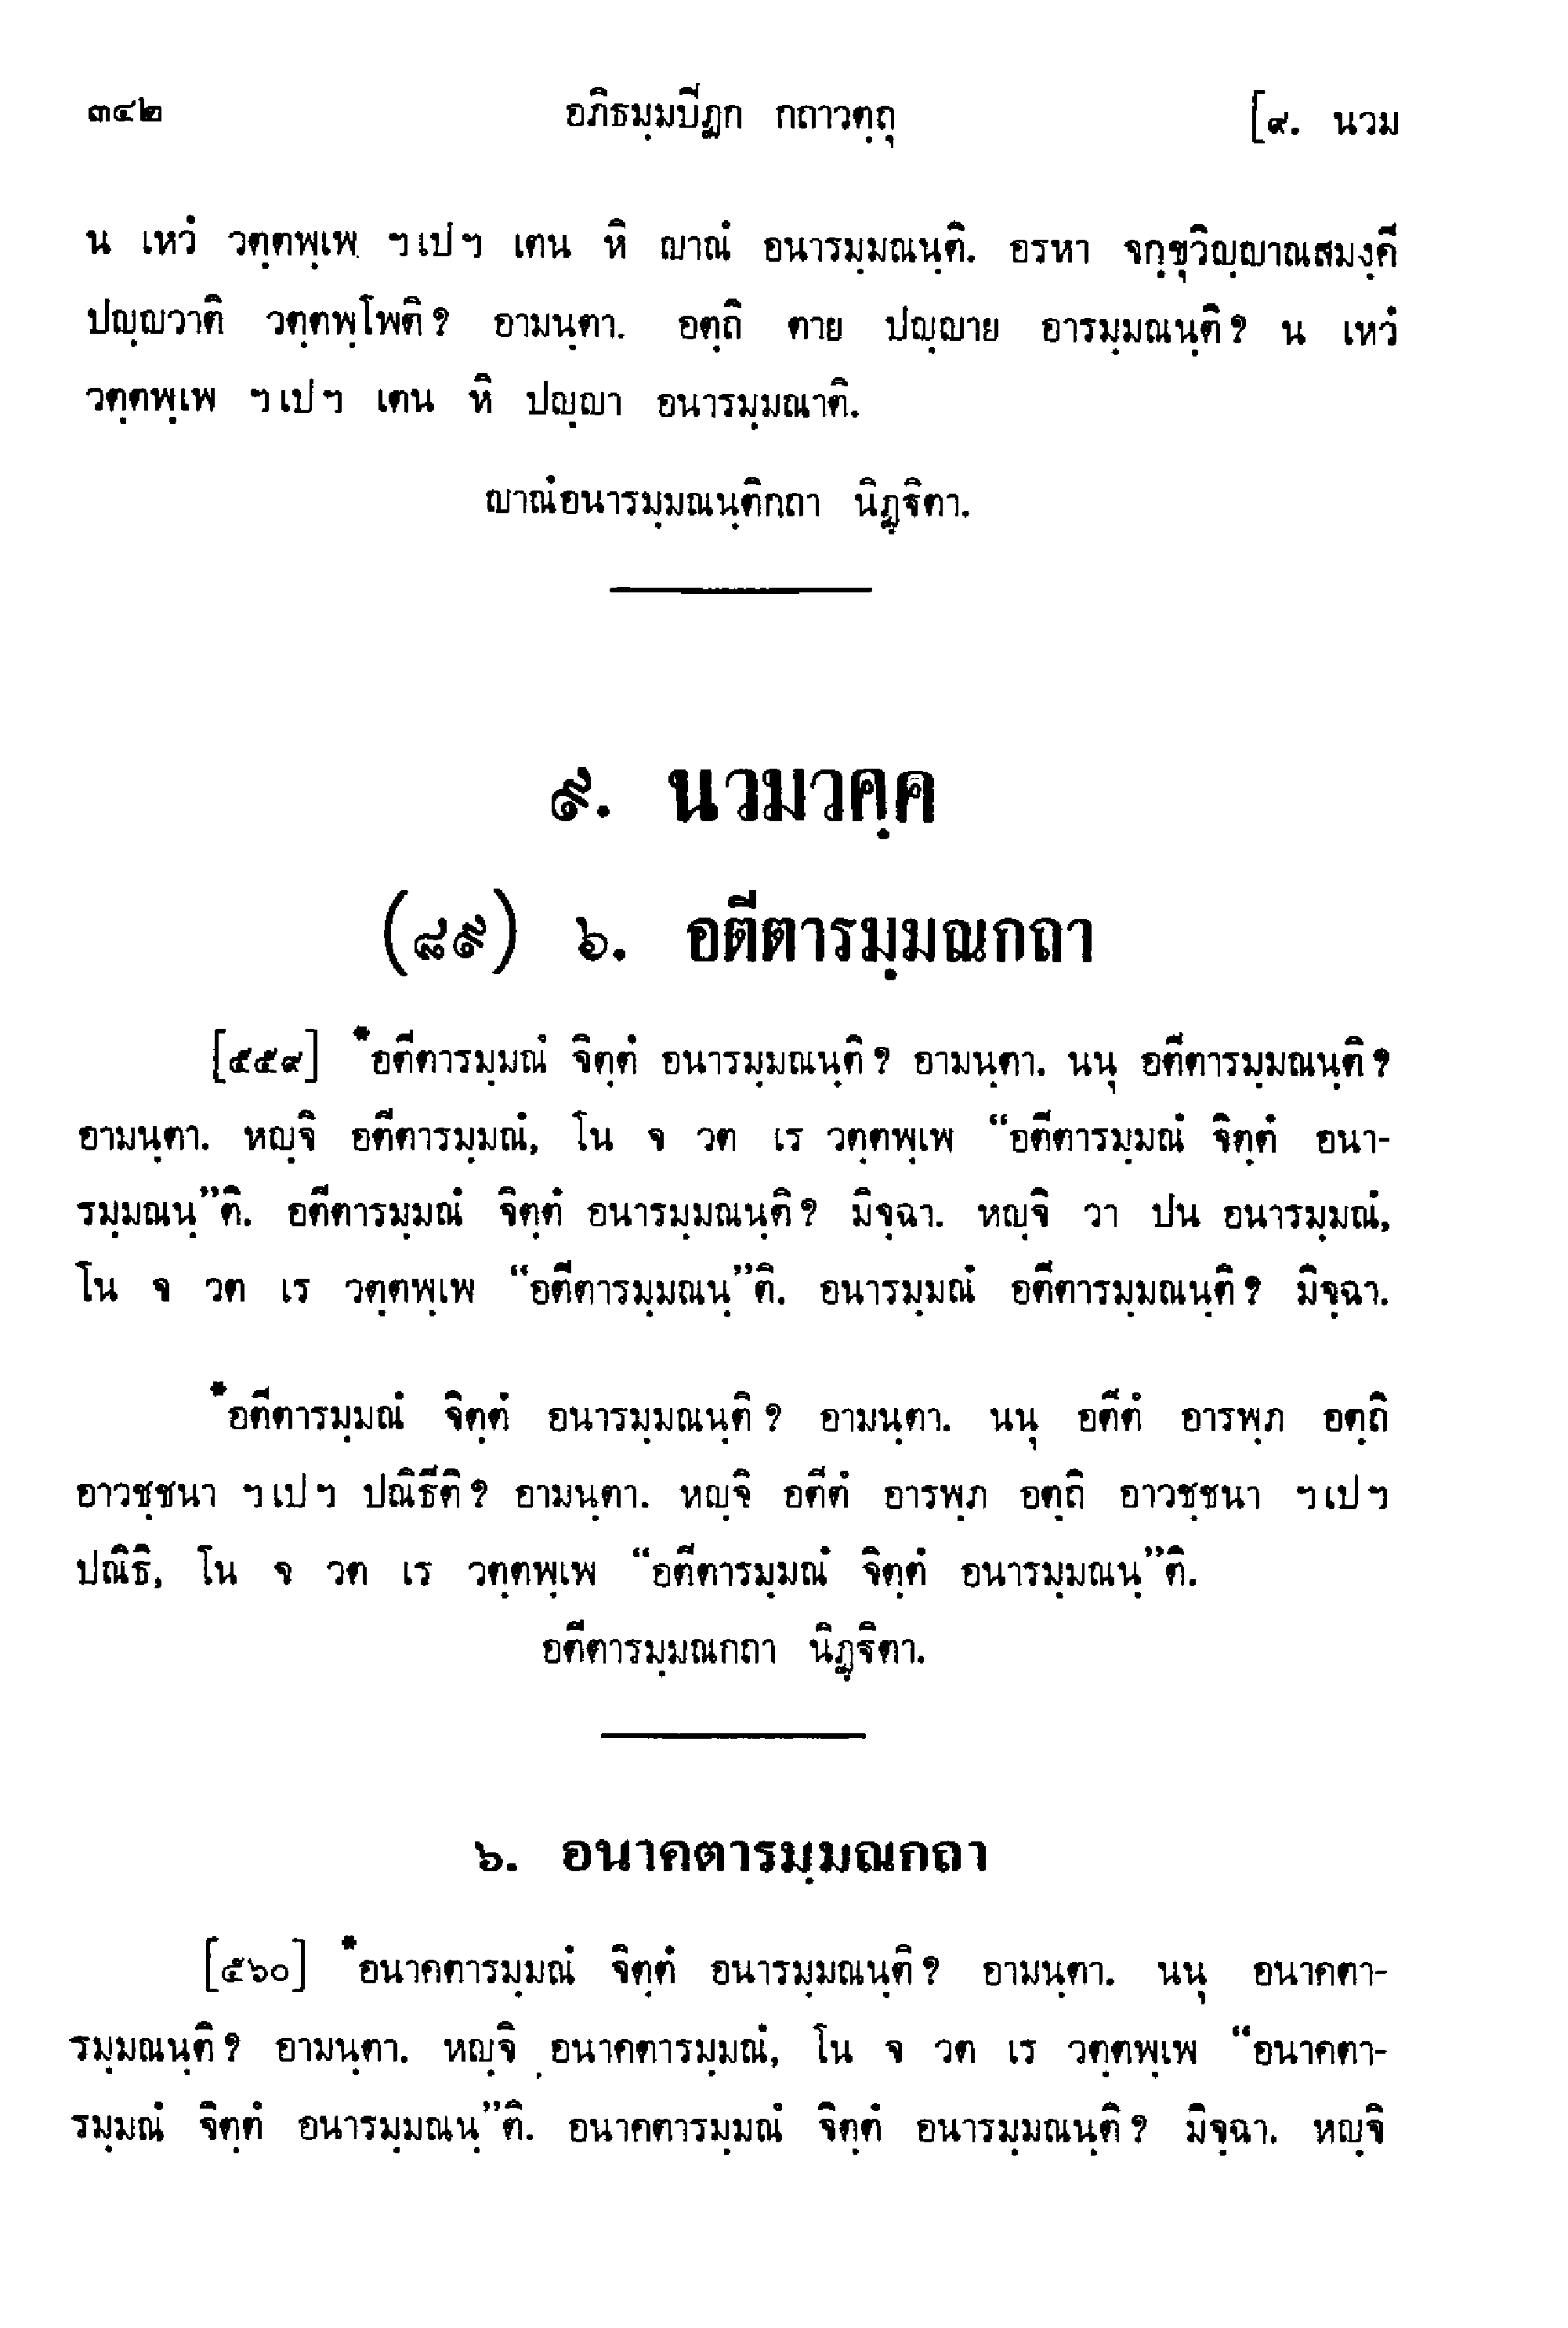 ๓๔๒ อภิธมฺมปีฏก กถาวตฺถุ [๙. นวม
น เหวํ วตฺตพฺเพ ฯเปฯ เตน หิ ญาณํ อนารมฺมณนฺติ. อรหา จกฺขุวิญฺญาณสมงฺคี
ปญฺญวาติ วตฺตพฺโพติ? อามนฺตา. อตฺถิ ตาย ปญฺญาย อารมฺมณนฺติ? น เหวํ
วตฺตพฺเพ ฯเปฯ เตน หิ ปญฺญา อนารมฺมณาติ.
ญาณํอนารมฺมณนฺติกถา นิฏฺฐิตา.
๙. นวมวคฺค
(๘๙) ๖. อตีตารมฺมณกถา
[๕๕๙] *อตีตารมฺมณํ จิตฺตํ อนารมฺมณนฺติ? อามนฺตา. นนุ อตีตารมฺมณนฺติ?
อามนฺตา. หญฺจิ อตีตารมฺมณํ, โน จ วต เร วตฺตพฺเพ “อตีตารมฺมณํ จิตฺตํ อนา-
รมฺมณนฺ”ติ. อตีตารมฺมณํ จิตฺตํ อนารมฺมณนฺติ? มิจฺฉา. หญฺจิ วา ปน อนารมฺมณํ,
โน จ วต เร วตฺตพฺเพ “อตีตารมฺมณนฺ”ติ. อนารมฺมณํ อตีตารมฺมณนฺติ? มิจฺฉา.
*อตีตารมฺมณํ จิตฺตํ อนารมฺมณนฺติ? อามนฺตา. นนุ อตีตํ อารพฺภ อตฺถิ
อาวชฺชนา ฯเปฯ ปณิธีติ? อามนฺตา. หญฺจิ อตีตํ อารพฺภ อตฺถิ อาวชฺชนา ฯเปฯ
ปณิธิ, โน จ วต เร วตฺตพฺเพ “อตีตารมฺมณํ จิตฺตํ อนารมฺมณนฺ”ติ.
อตีตารมฺมณกถา นิฏฺฐิตา.
๖. อนาคตารมฺมณกถา
[๕๖๐] *อนาคตารมฺมณํ จิตฺตํ อนารมฺมณนฺติ? อามนฺตา. นนุ อนาคตา-
รมฺมณนฺติ? อามนฺตา. หญฺจิ อนาคตารมฺมณํ, โน จ วต เร วตฺตพฺเพ “อนาคตา-
รมฺมณํ จิตฺตํ อนารมฺมณนฺ”ติ. อนาคตารมฺมณํ จิตฺตํ อนารมฺมณนฺติ? มิจฺฉา. หญฺจิ